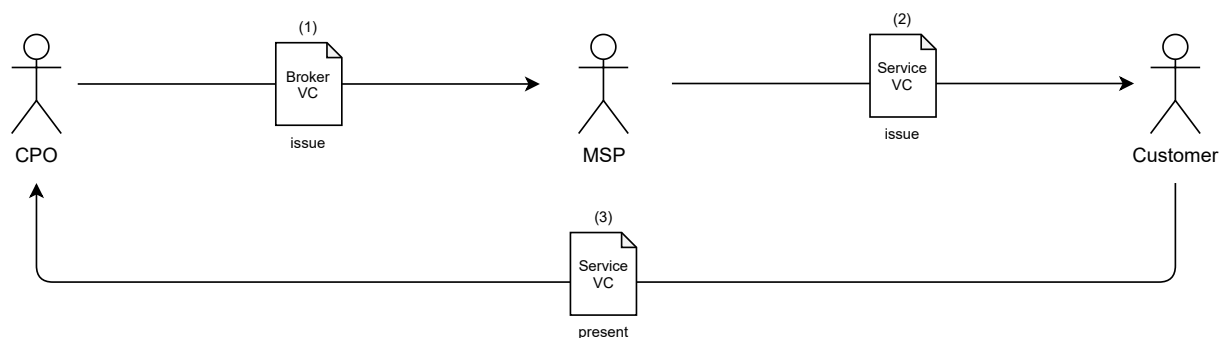 (1)
Broker
VC
issue
(2)
Service
VC
issue
CPO
MSP
Customer
(3)
Service
VC
present